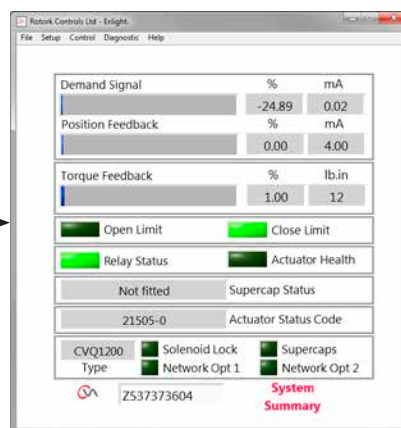 Rotork Controls Ltd - Enlight.
File Setup Control Diagnostic Help
Demand Signal % mA
-24.89 0.02
Position Feedback % mA
0.00 4.00
Torque Feedback % lb.in
1.00 12
Open Limit Close Limit
Relay Status Actuator Health
Not fitted Supercap Status
21505-0 Actuator Status Code
CVQ1200 Solenoid Lock Supercaps
Type Network Opt 1 Network Opt 2
Z537373604 System
Summary